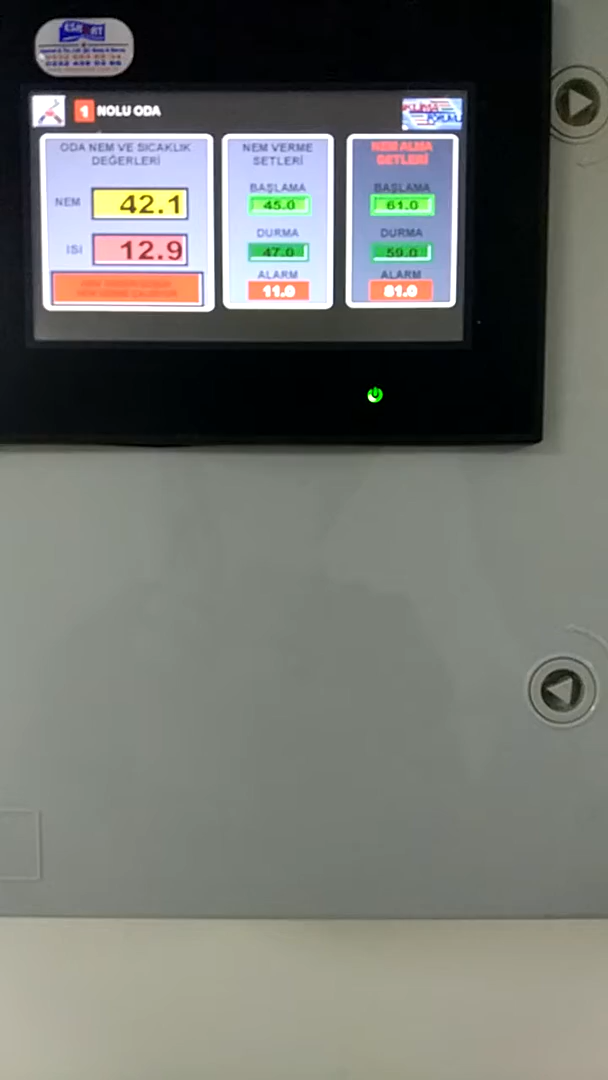 1 NOLU ODA
ODA NEM VE SICAKLIK
DEĞERLERİ
NEM 42.1
ISI 12.9
NEM VERME
SETLERİ
BAŞLAMA
45.0
DURMA
47.0
ALARM
11.0
NEM ALMA
SETLERİ
BAŞLAMA
61.0
DURMA
59.0
ALARM
81.0